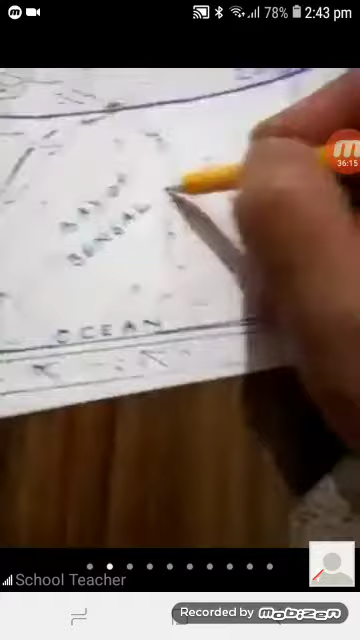 78% 2:43 pm
36:15
BAY OF
BENGAL
OCEAN
School Teacher
Recorded by mobizen